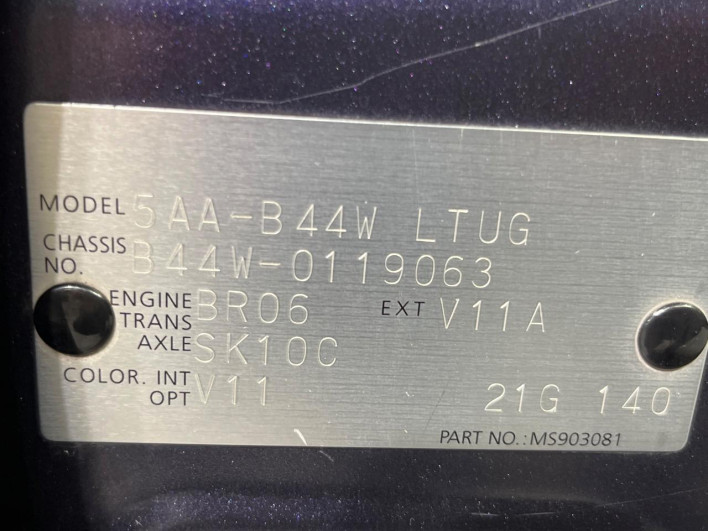 MODEL 5AA-B44W LTUG
CHASSIS NO. B44W-0119063
ENGINE BR06 EXT V11A
TRANS AXLE SK10C
COLOR. INT V11
OPT 21G 140
PART NO.: MS903081